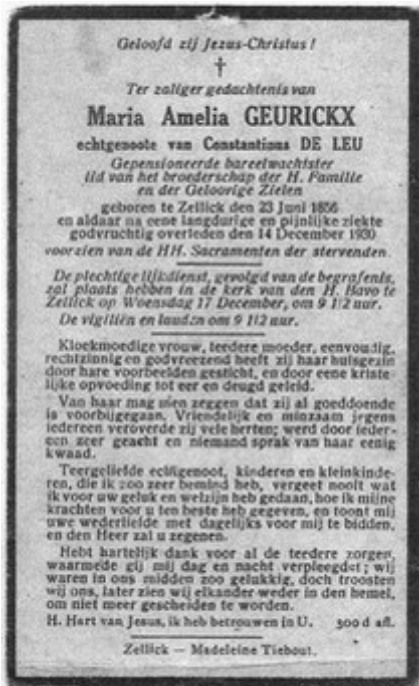 Geloofd zij Jezus-Christus!
†
Ter zaliger gedachtenis van
Maria Amelia GEURICKX
echtgenoote van Constantinus DE LEU
Gepensioneerde bareelwachtster
lid van het broederschap der H. Familie
en der Geloovige Zielen
geboren te Zellick den 23 Juni 1856
en aldaar na eene langdurige en pijnlijke ziekte
godvruchtig overleden den 14 December 1930
voorzien van de HH. Sacramenten der stervenden.
De plechtige lijkdienst, gevolgd van de begrafenis,
zal plaats hebben in de kerk van den H. Bavo te
Zellick op Woensdag 17 December, om 9 1/2 uur.
De vigiliën en lauden om 9 1/2 uur.
Kloekmoedige vrouw, teedere moeder, eenvoudig,
rechtzinnig en godvreezend heeft zij haar huisgezin
door hare voorbeelden gesticht, en door eene kriste-
lijke opvoeding tot eer en deugd geleid.
Van haar mag men zeggen dat zij al goeddoende
is voorbijgegaan. Vriendelijk en minzaam jegens
iedereen veroverde zij vele herten; werd door ieder-
een zeer geacht en niemand sprak van haar eenig
kwaad.
Teergeliefde echtgenoot, kinderen en kleinkinde-
ren, die ik zoo zeer bemind heb, vergeet nooit wat
ik voor uw geluk en welzijn heb gedaan, hoe ik mijne
krachten voor u ten beste heb gegeven, en toont mij
uwe wederliefde met dagelijks voor mij te bidden,
en den Heer zal u zegenen.
Hebt hartelijk dank voor al de teedere zorgen,
waarmede gij mij dag en nacht verpleegdet; wij
waren in ons midden zoo gelukkig, doch troosten
wij ons, later zien wij elkander weder in den hemel,
om niet meer gescheiden te worden.
H. Hart van Jesus, ik heb betrouwen in U. 300 d afl.
Zellick — Madeleine Tiebout.